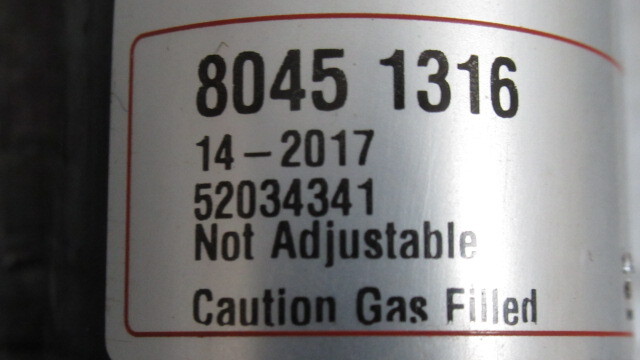 8045 1316
14-2017
52034341
Not Adjustable
Caution Gas Filled